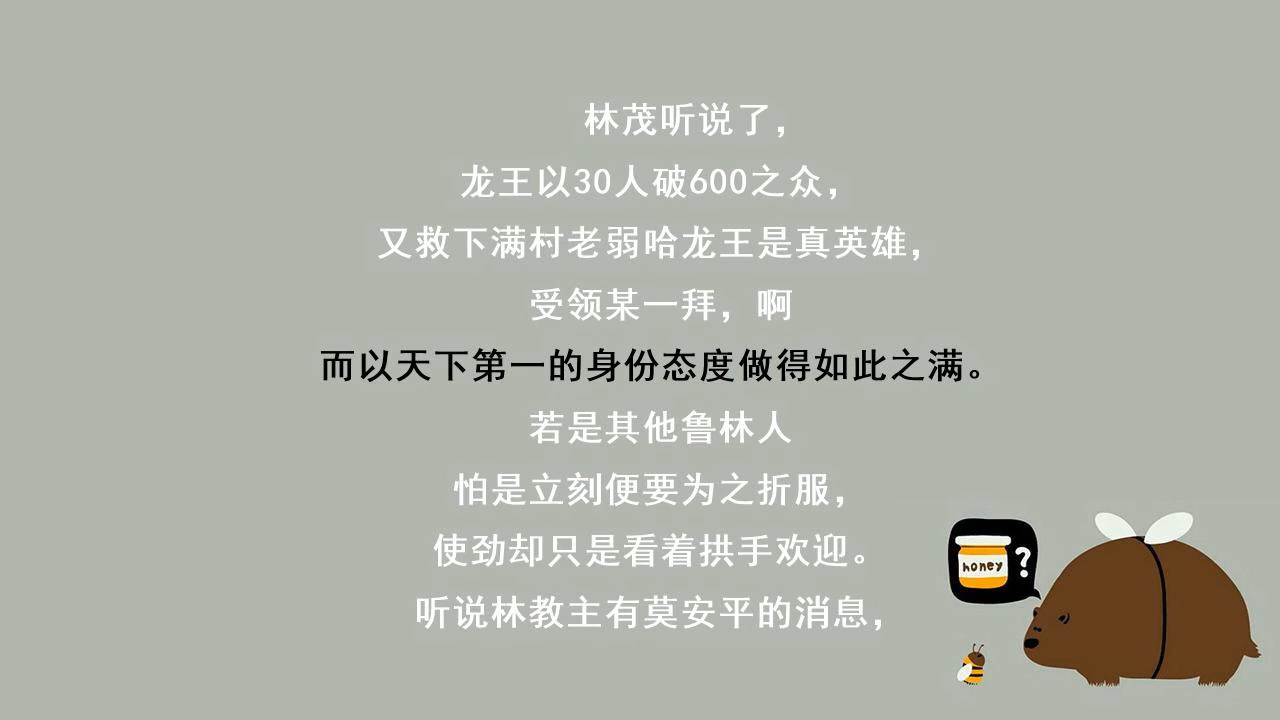 林茂听说了，
龙王以30人破600之众，
又救下满村老弱哈龙王是真英雄，
受领某一拜，啊
而以天下第一的身份态度做得如此之满。
若是其他鲁林人
怕是立刻便要为之折服，
使劲却只是看着拱手欢迎。
听说林教主有莫安平的消息，
honey
?